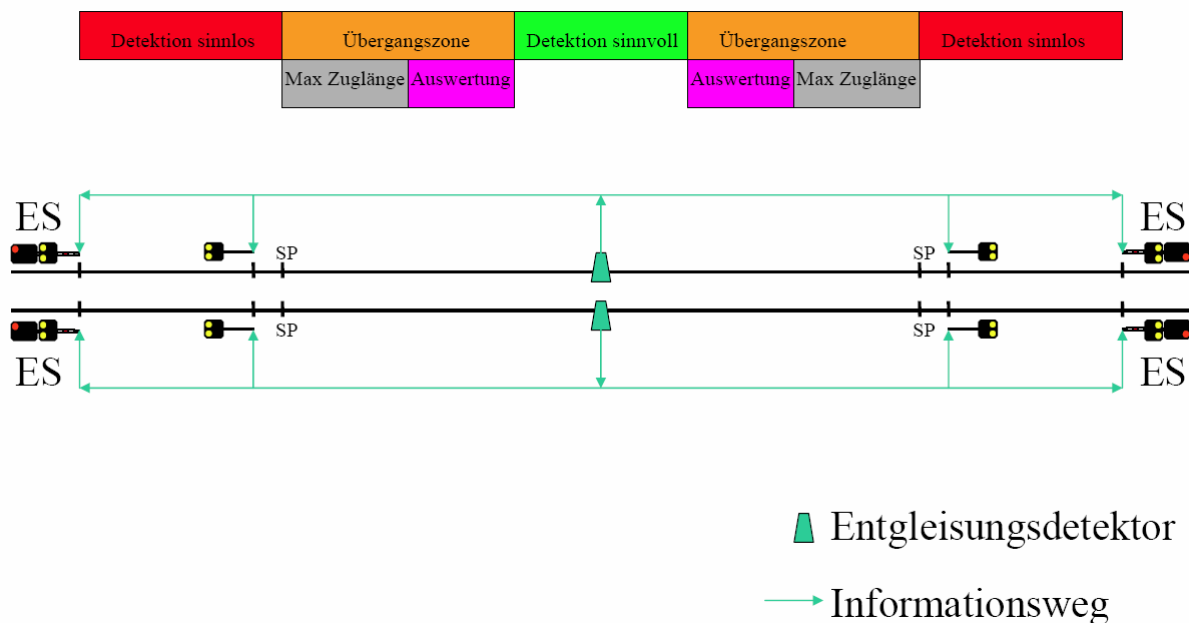 Detektion sinnlos Übergangszone Detektion sinnvoll Übergangszone Detektion sinnlos
Max Zuglänge Auswertung Auswertung Max Zuglänge
ES ES
SP SP
SP SP
ES ES
Entgleisungsdetektor
Informationsweg